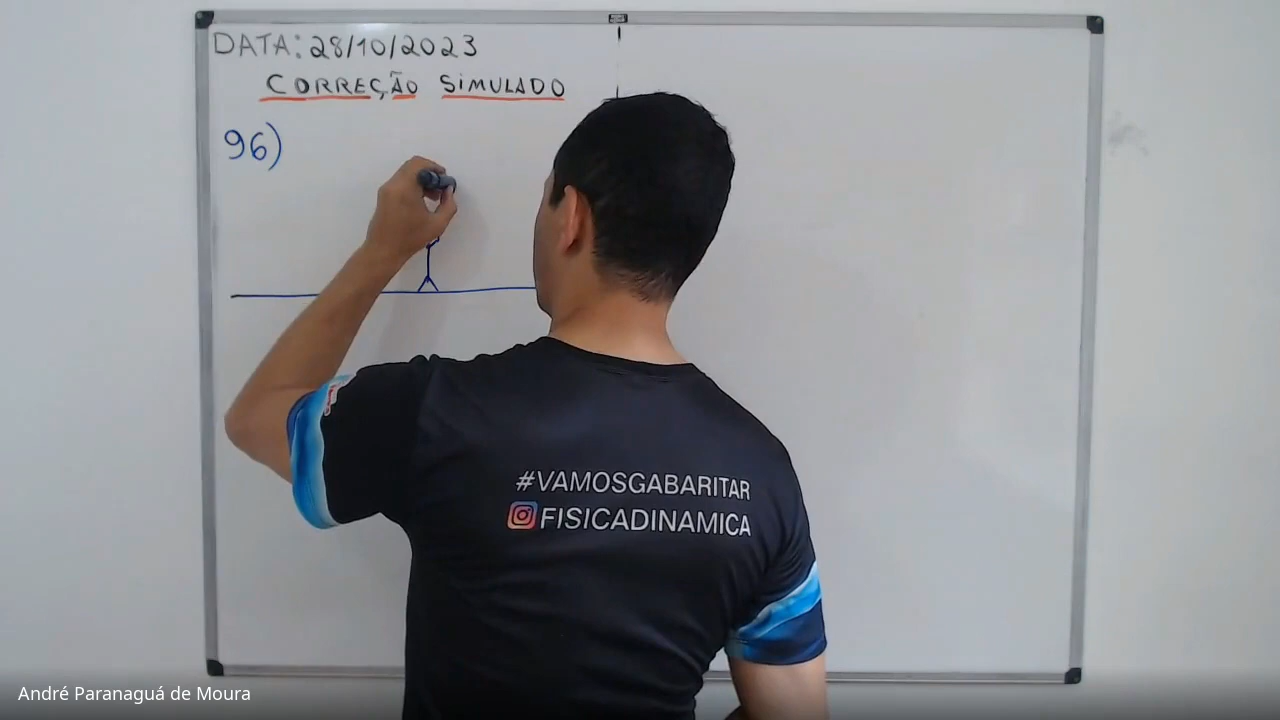 DATA: 28/10/2023
CORREÇÃO SIMULADO
96)
#VAMOSGABARITAR
FISICADINAMICA
André Paranaguá de Moura